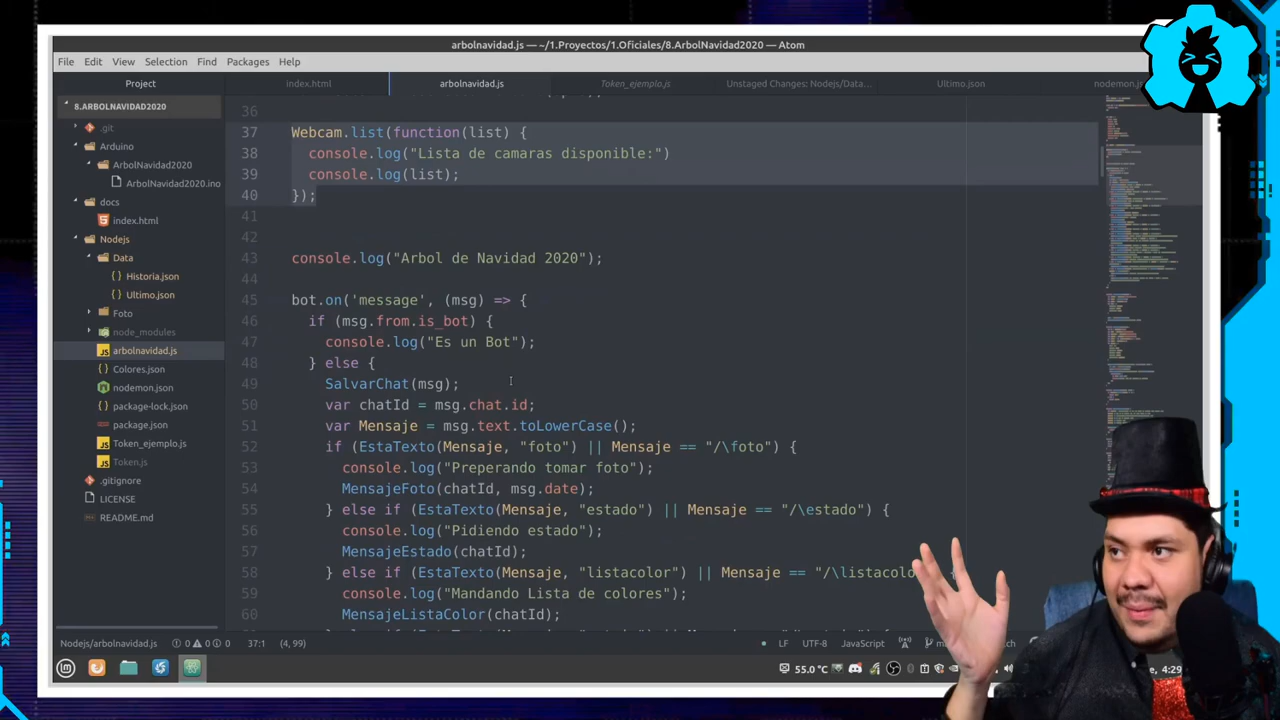 arbolnavidad.js — ~/1.Proyectos/1.Oficiales/8.ArbolNavidad2020 — Atom
File Edit View Selection Find Packages Help
Project
index.html
arbolnavidad.js
Token_ejemplo.js
Unstaged Changes: Nodejs/Data...
Ultimo.json
nodemon.js
8.ARBOLNAVIDAD2020
.git
Arduino
ArbolNavidad2020
ArbolNavidad2020.ino
docs
index.html
Nodejs
Data
Historia.json
Ultimo.json
Foto
node_modules
arbolnavidad.js
Colores.json
nodemon.json
package-lock.json
package.json
Token_ejemplo.js
Token.js
.gitignore
LICENSE
README.md
36
37 Webcam.list(function(list) {
38 console.log("Lista de camaras disponible:")
39 console.log(list);
40 });
41
42
43 console.log("Arbol de Navidad 2020");
44
45 bot.on('message', (msg) => {
46 if (msg.from.is_bot) {
47 console.log("Es un Bot");
48 } else {
49 SalvarChat(msg);
50 var chatId = msg.chat.id;
51 var Mensaje = msg.text.toLowerCase();
52 if (EstaTexto(Mensaje, "foto") || Mensaje == "/\foto") {
53 console.log("Preperando tomar foto");
54 MensajeFoto(chatId, msg.date);
55 } else if (EstaTexto(Mensaje, "estado") || Mensaje == "/\estado") {
56 console.log("Pidiendo estado");
57 MensajeEstado(chatId);
58 } else if (EstaTexto(Mensaje, "listacolor") || Mensaje == "/\listacolo
59 console.log("Mandando Lista de colores");
60 MensajeListaColor(chatId);
Nodejs/arbolnavidad.js 0 0 0 37:1 (4, 99)
LF UTF-8 JavaScript
55.0 °C
4:29